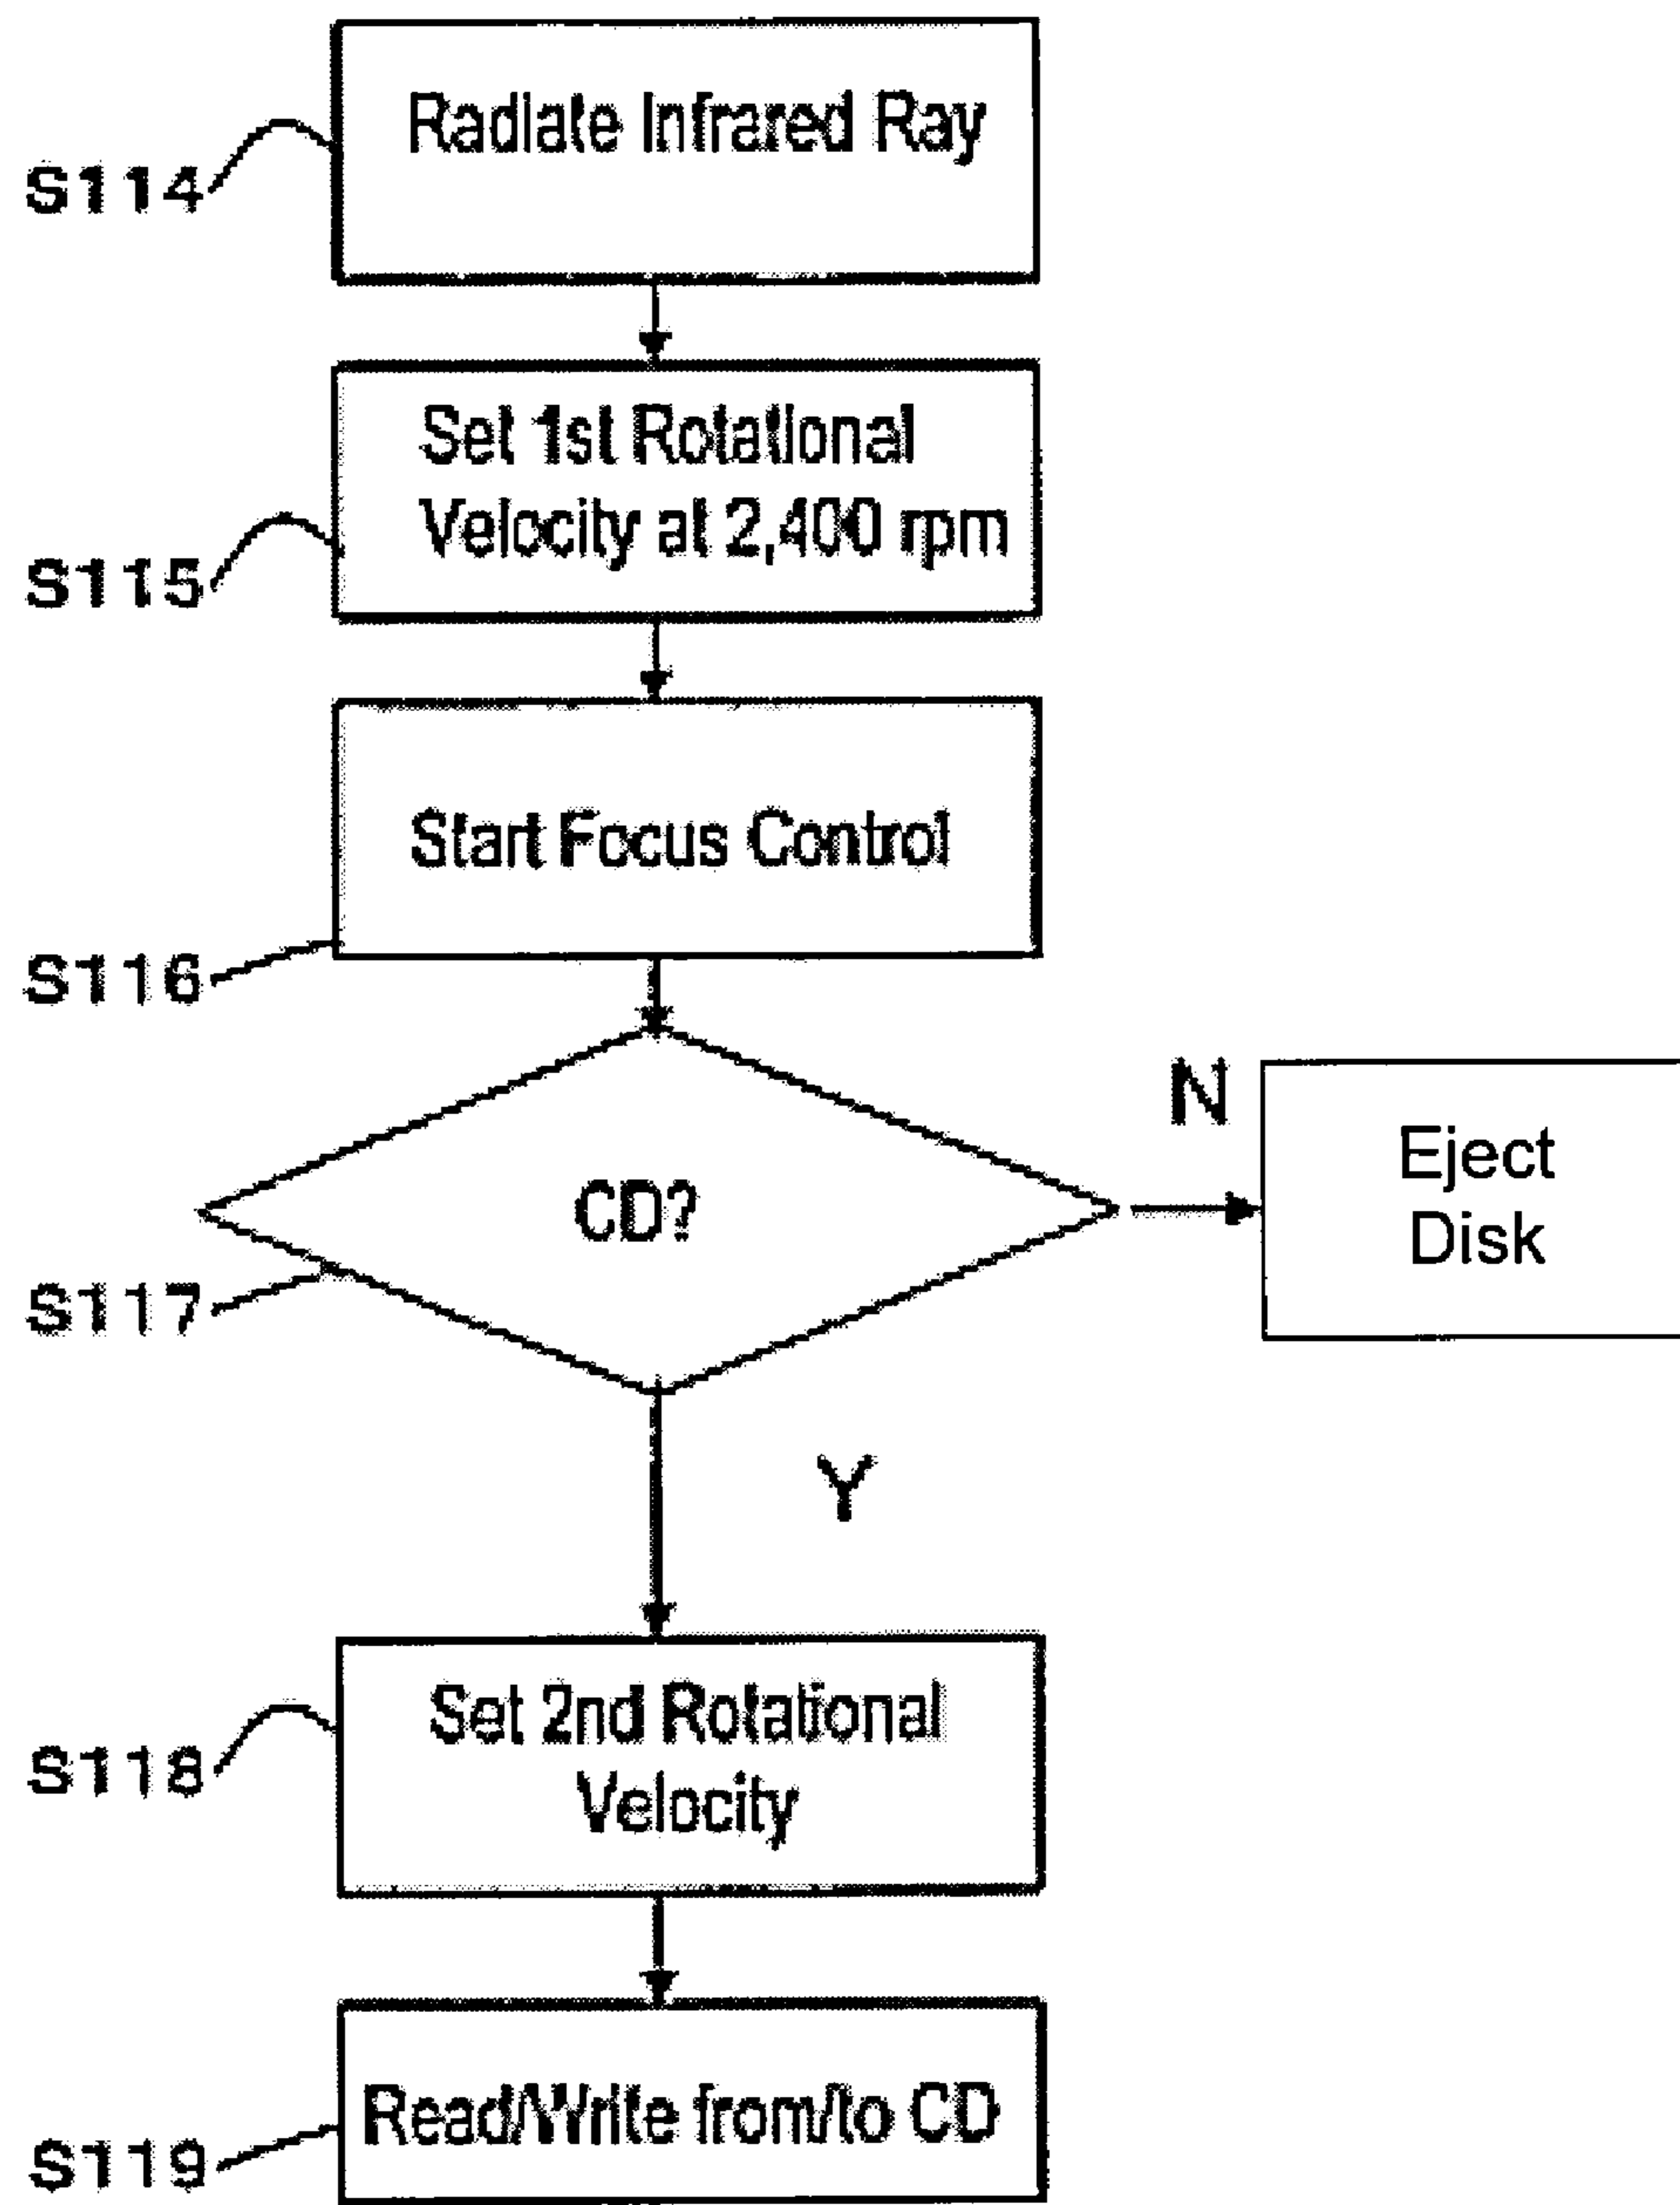 Radiate Infrared Ray
S114
Set 1st Rotational
Velocity at 2,400 rpm
S115
Start Focus Control
S116
N
Eject
Disk
CD?
S117
Y
Set 2nd Rotational
Velocity
S118
Read/Write from/to CD
S119